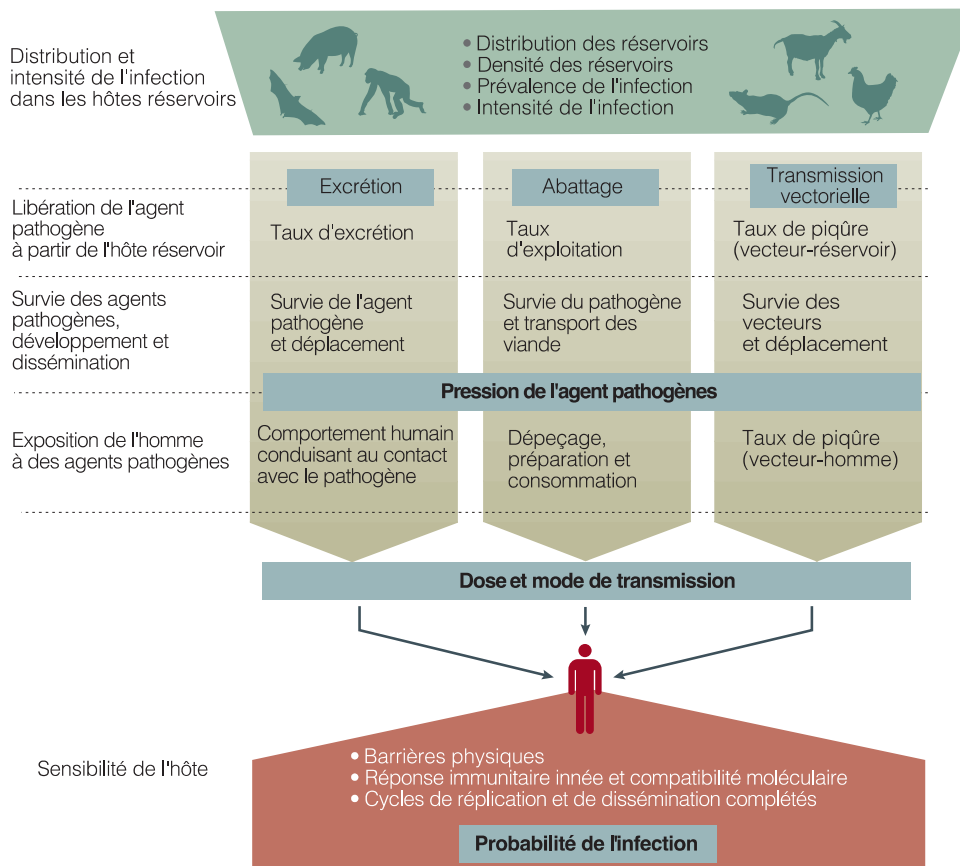 Distribution et
intensité de l'infection
dans les hôtes réservoirs
• Distribution des réservoirs
• Densité des réservoirs
• Prévalence de l'infection
• Intensité de l'infection
Excrétion
Abattage
Transmission
vectorielle
Libération de l'agent
pathogène
à partir de l'hôte réservoir
Taux d'excrétion
Taux
d'exploitation
Taux de piqûre
(vecteur-réservoir)
Survie des agents
pathogènes,
développement et
dissémination
Survie de l'agent
pathogène
et déplacement
Survie du pathogène
et transport des
viande
Survie des
vecteurs
et déplacement
Pression de l'agent pathogènes
Exposition de l'homme
à des agents pathogènes
Comportement humain
conduisant au contact
avec le pathogène
Dépeçage,
préparation et
consommation
Taux de piqûre
(vecteur-homme)
Dose et mode de transmission
Sensibilité de l'hôte
• Barrières physiques
• Réponse immunitaire innée et compatibilité moléculaire
• Cycles de réplication et de dissémination complétés
Probabilité de l'infection